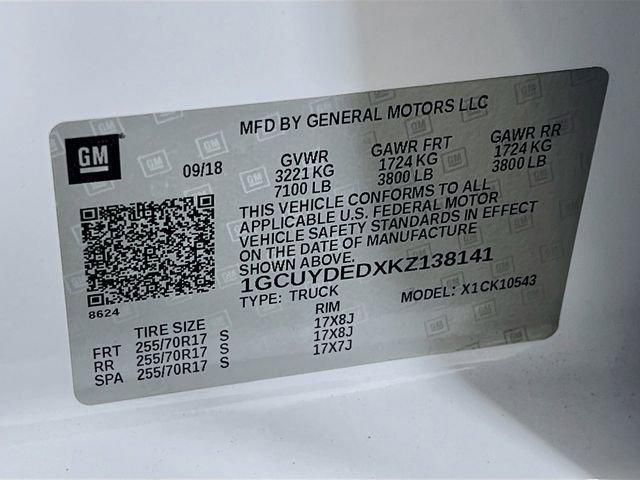 MFD BY GENERAL MOTORS LLC
GM
09/18
GVWR GAWR FRT GAWR RR
3221 KG 1724 KG 1724 KG
7100 LB 3800 LB 3800 LB
THIS VEHICLE CONFORMS TO ALL
APPLICABLE U.S. FEDERAL MOTOR
VEHICLE SAFETY STANDARDS IN EFFECT
ON THE DATE OF MANUFACTURE
SHOWN ABOVE.
1GCUYDEDXKZ138141
TYPE: TRUCK MODEL: X1CK10543
8624
TIRE SIZE RIM
FRT 255/70R17 S 17X8J
RR 255/70R17 S 17X8J
SPA 255/70R17 S 17X7J